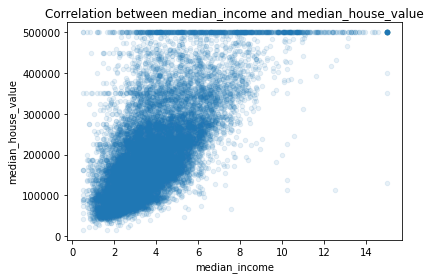 Correlation between median_income and median_house_value
500000
400000
300000
200000
100000
0
median_house_value
0 2 4 6 8 10 12 14
median_income